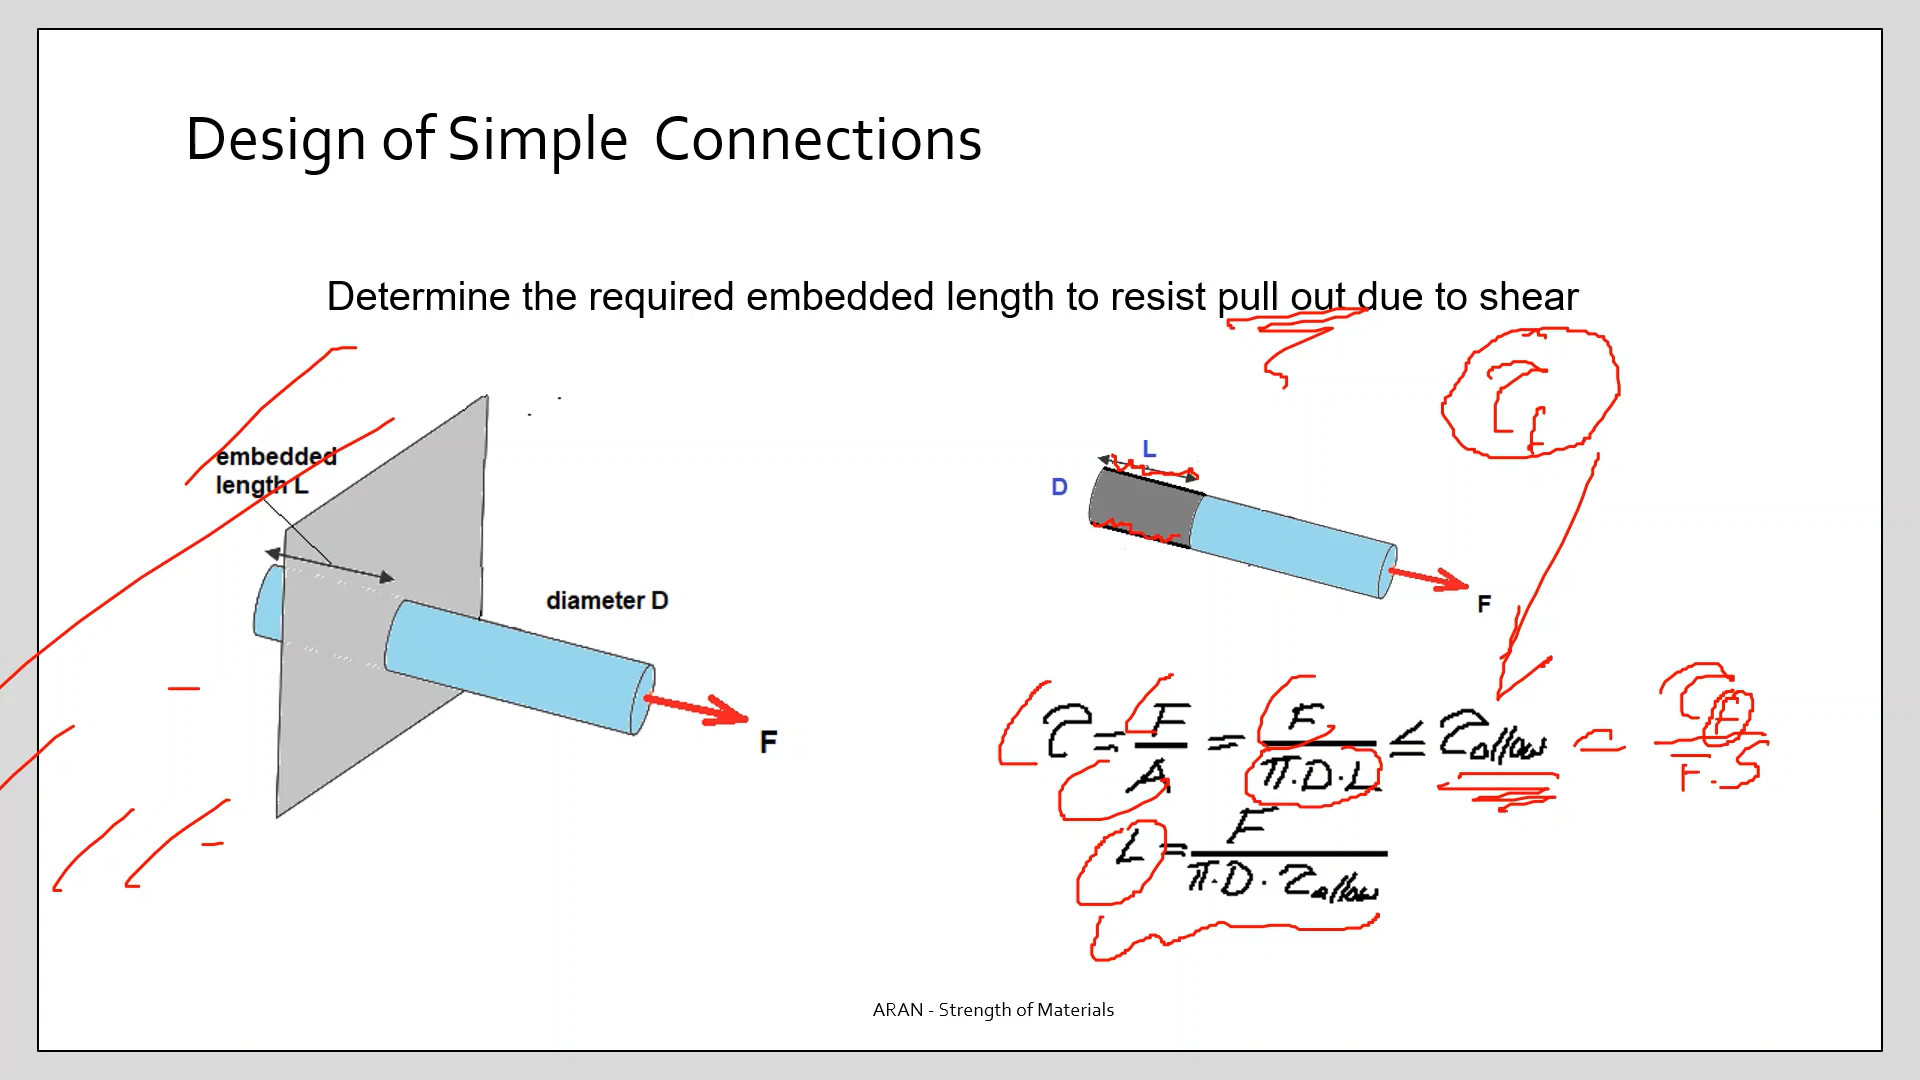 Design of Simple Connections
Determine the required embedded length to resist pull out due to shear
embedded
length L
diameter D
F
L
D
F
τ = F/A = F/(π·D·L) ≤ τallow = τ/F.S
L = F/(π·D·τallow)
ARAN - Strength of Materials